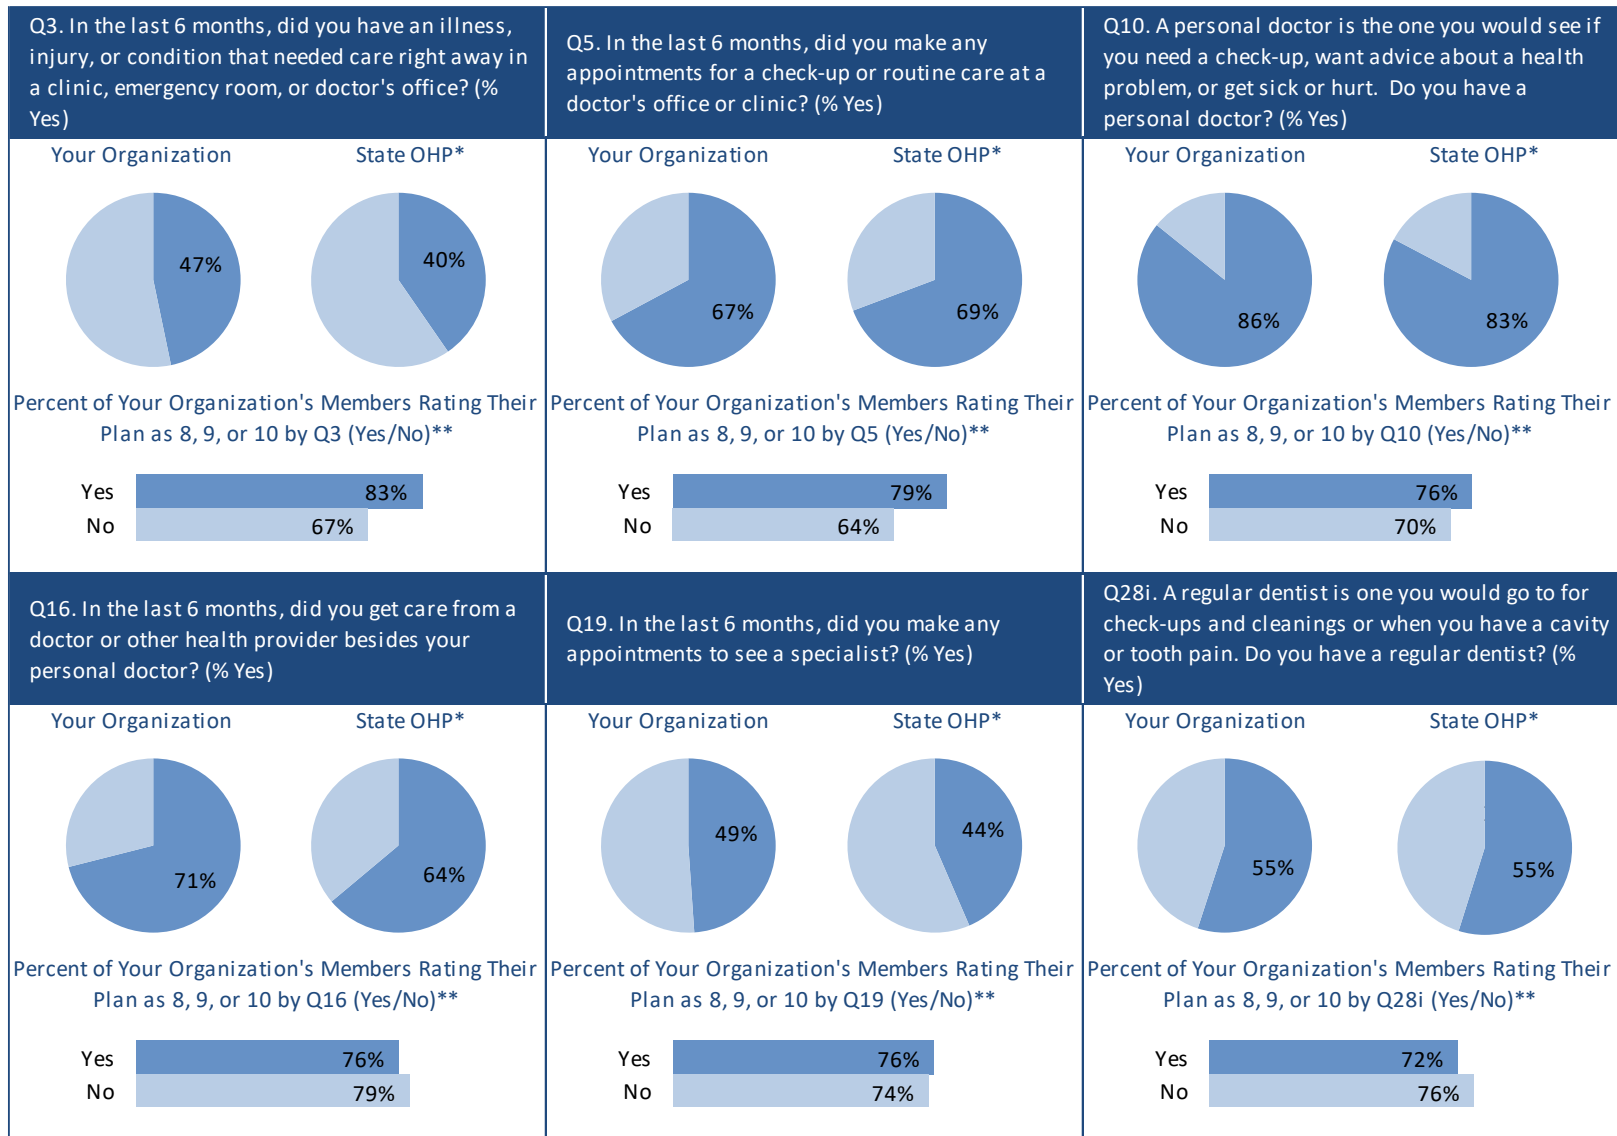 Q3. In the last 6 months, did you have an illness,
injury, or condition that needed care right away in
a clinic, emergency room, or doctor's office? (%
Yes)
Your Organization
State OHP*
47%
40%
Percent of Your Organization's Members Rating Their
Plan as 8, 9, or 10 by Q3 (Yes/No)**
Yes 83%
No 67%
Q5. In the last 6 months, did you make any
appointments for a check-up or routine care at a
doctor's office or clinic? (% Yes)
Your Organization
State OHP*
67%
69%
Percent of Your Organization's Members Rating Their
Plan as 8, 9, or 10 by Q5 (Yes/No)**
Yes 79%
No 64%
Q10. A personal doctor is the one you would see if
you need a check-up, want advice about a health
problem, or get sick or hurt. Do you have a
personal doctor? (% Yes)
Your Organization
State OHP*
86%
83%
Percent of Your Organization's Members Rating Their
Plan as 8, 9, or 10 by Q10 (Yes/No)**
Yes 76%
No 70%
Q16. In the last 6 months, did you get care from a
doctor or other health provider besides your
personal doctor? (% Yes)
Your Organization
State OHP*
71%
64%
Percent of Your Organization's Members Rating Their
Plan as 8, 9, or 10 by Q16 (Yes/No)**
Yes 76%
No 79%
Q19. In the last 6 months, did you make any
appointments to see a specialist? (% Yes)
Your Organization
State OHP*
49%
44%
Percent of Your Organization's Members Rating Their
Plan as 8, 9, or 10 by Q19 (Yes/No)**
Yes 76%
No 74%
Q28i. A regular dentist is one you would go to for
check-ups and cleanings or when you have a cavity
or tooth pain. Do you have a regular dentist? (%
Yes)
Your Organization
State OHP*
55%
55%
Percent of Your Organization's Members Rating Their
Plan as 8, 9, or 10 by Q28i (Yes/No)**
Yes 72%
No 76%